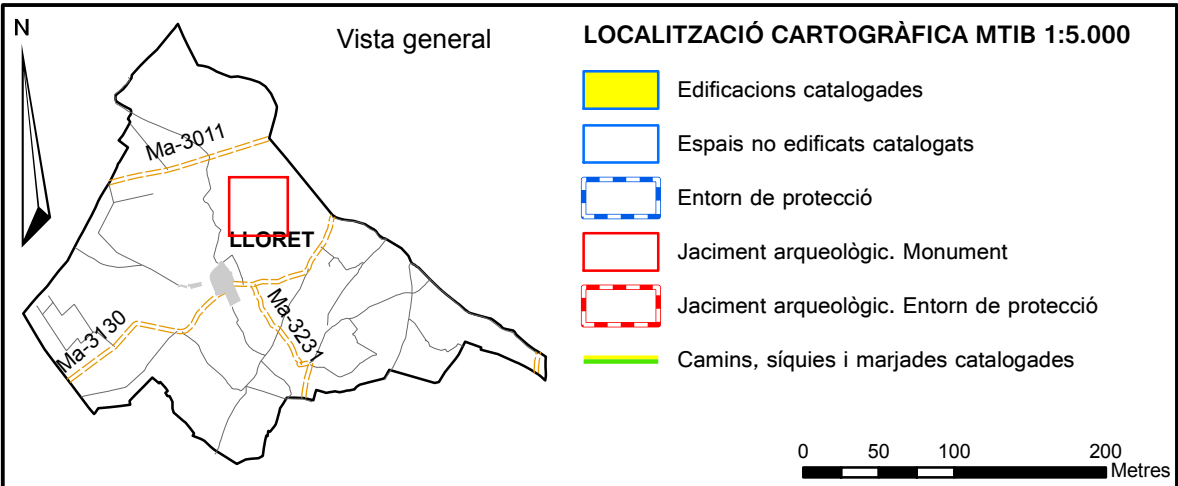 N
Vista general
Ma-3011
LLORET
Ma-3130
Ma-3231
LOCALITZACIÓ CARTOGRÀFICA MTIB 1:5.000
Edificacions catalogades
Espais no edificats catalogats
Entorn de protecció
Jaciment arqueològic. Monument
Jaciment arqueològic. Entorn de protecció
Camins, síquies i marjades catalogades
0 50 100 200
Metres